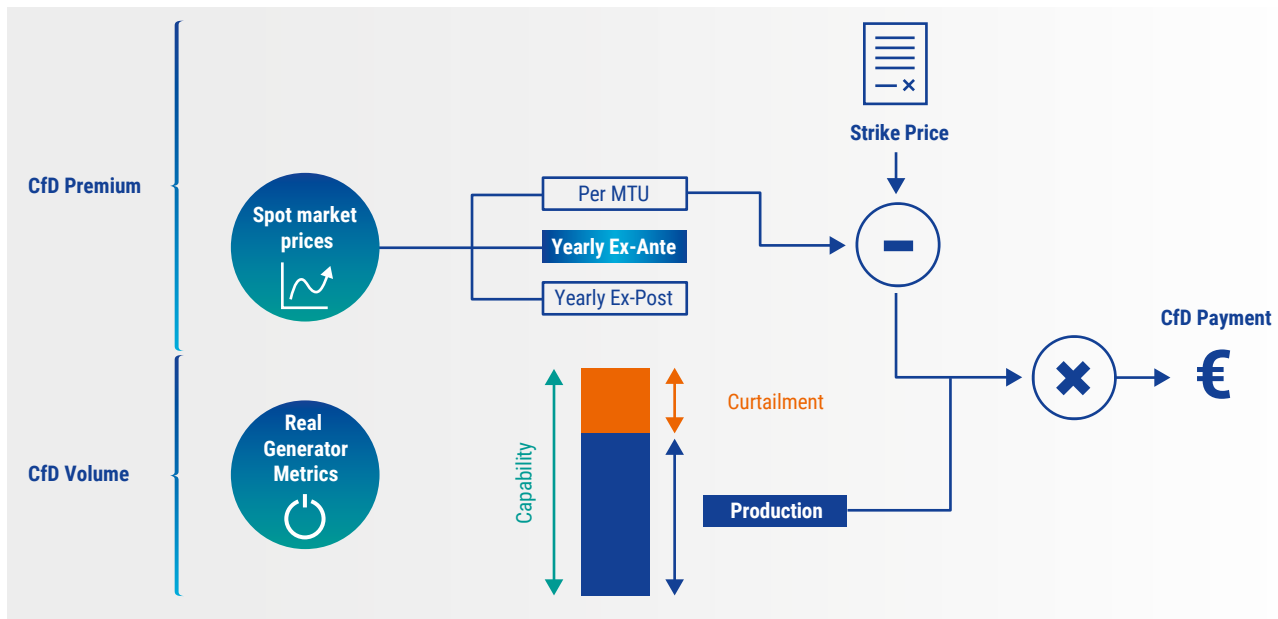 Strike Price
CfD Premium
Spot market
prices
Per MTU
Yearly Ex-Ante
Yearly Ex-Post
CfD Payment
€
Curtailment
Capability
Real
Generator
Metrics
CfD Volume
Production